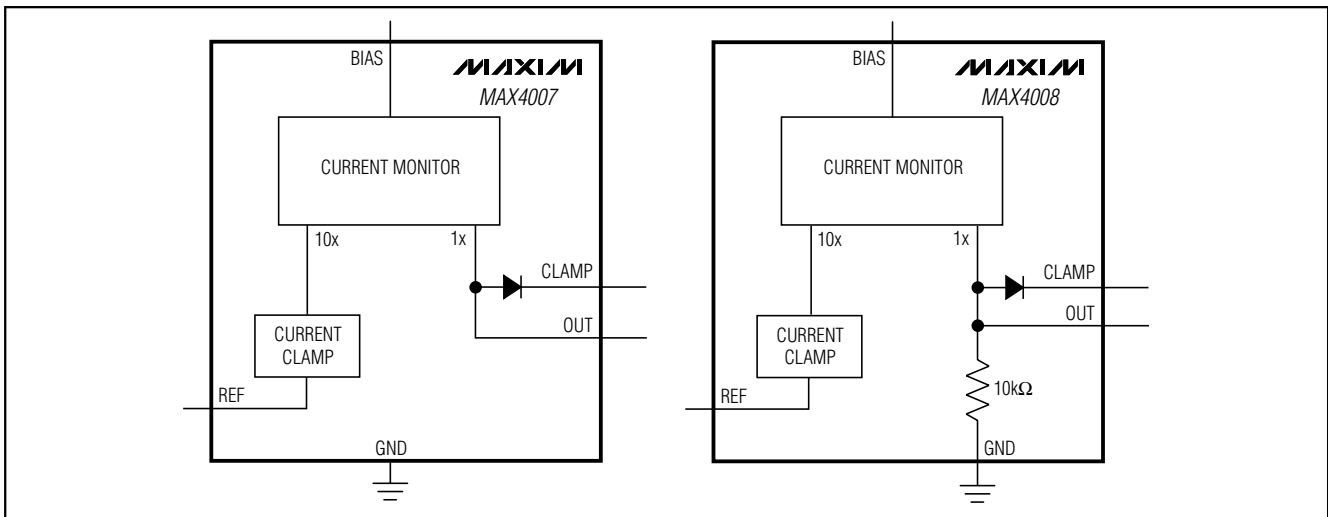 BIAS
MAXIM
MAX4007
CURRENT MONITOR
10x
1x
CLAMP
OUT
CURRENT
CLAMP
REF
GND
BIAS
MAXIM
MAX4008
CURRENT MONITOR
10x
1x
CLAMP
OUT
CURRENT
CLAMP
10kΩ
REF
GND